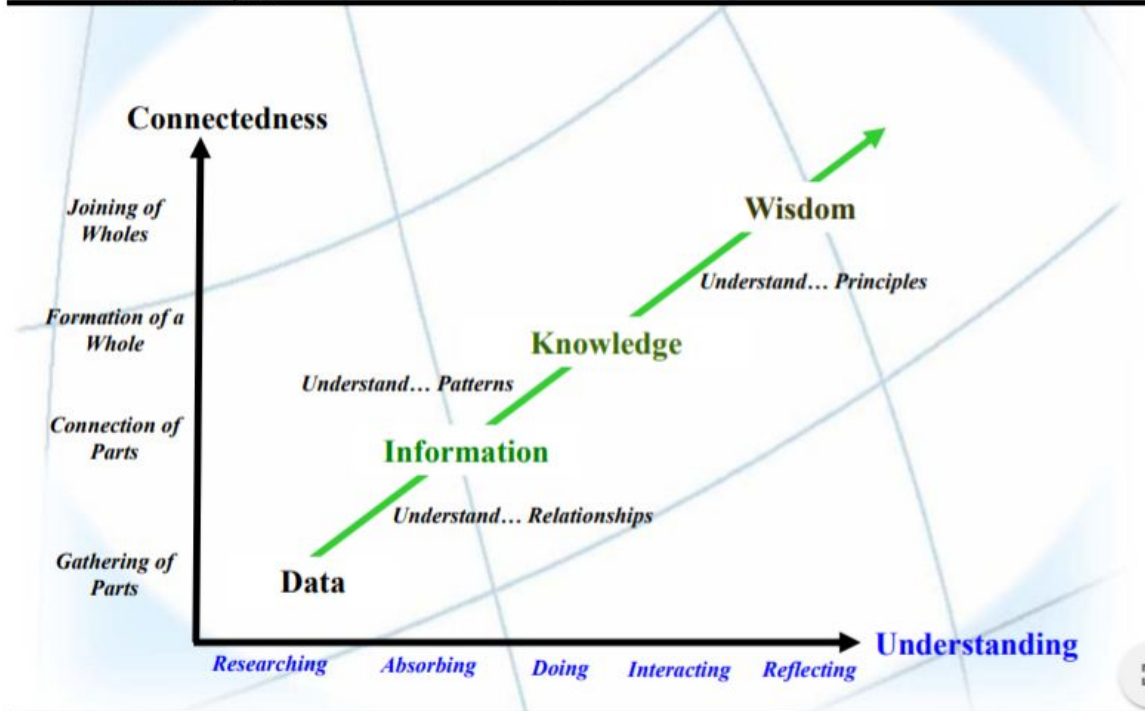 Connectedness
Joining of
Wholes
Wisdom
Understand... Principles
Formation of a
Whole
Knowledge
Understand... Patterns
Connection of
Parts
Information
Understand... Relationships
Gathering of
Parts
Data
Understanding
Researching
Absorbing
Doing
Interacting
Reflecting